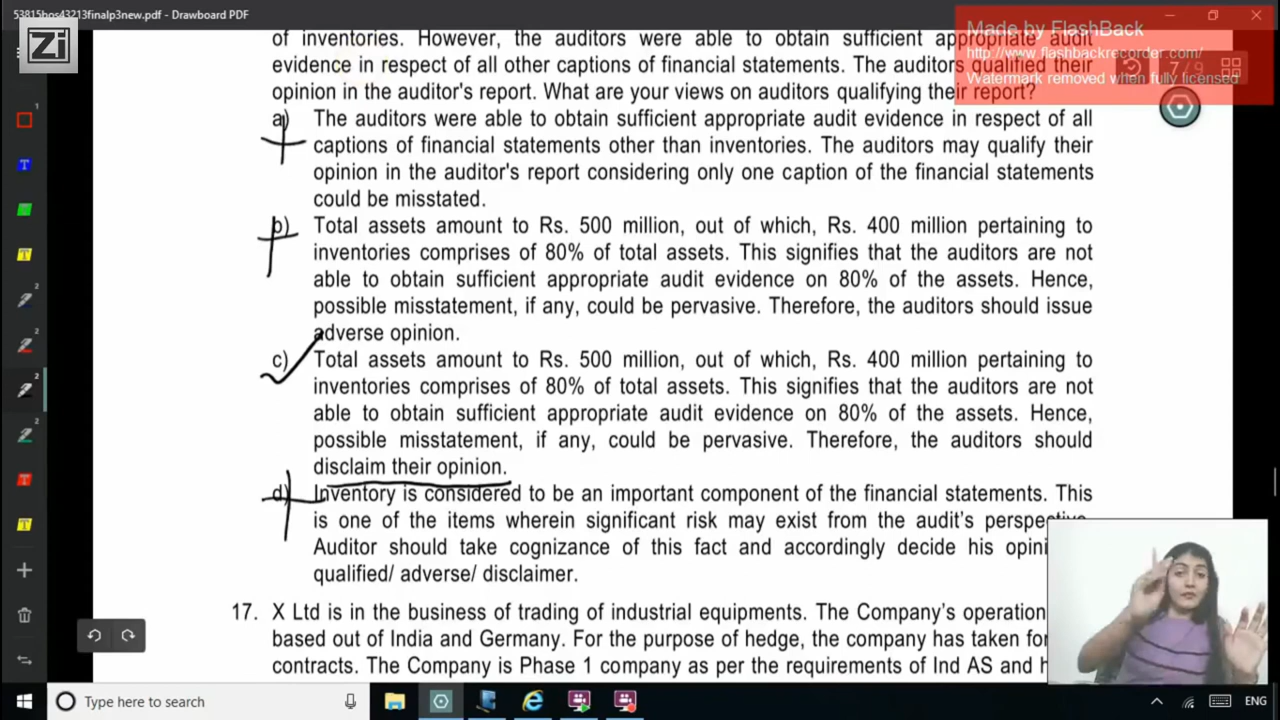 53815bos43213finalp3new.pdf - Drawboard PDF
Zi
Made by FlashBack
http://www.flashbackrecorder.com/
Watermark removed when fully licensed
7 / 9
of inventories. However, the auditors were able to obtain sufficient appropriate audit
evidence in respect of all other captions of financial statements. The auditors qualified their
opinion in the auditor's report. What are your views on auditors qualifying their report?
a) The auditors were able to obtain sufficient appropriate audit evidence in respect of all
captions of financial statements other than inventories. The auditors may qualify their
opinion in the auditor's report considering only one caption of the financial statements
could be misstated.
b) Total assets amount to Rs. 500 million, out of which, Rs. 400 million pertaining to
inventories comprises of 80% of total assets. This signifies that the auditors are not
able to obtain sufficient appropriate audit evidence on 80% of the assets. Hence,
possible misstatement, if any, could be pervasive. Therefore, the auditors should issue
adverse opinion.
c) Total assets amount to Rs. 500 million, out of which, Rs. 400 million pertaining to
inventories comprises of 80% of total assets. This signifies that the auditors are not
able to obtain sufficient appropriate audit evidence on 80% of the assets. Hence,
possible misstatement, if any, could be pervasive. Therefore, the auditors should
disclaim their opinion.
d) Inventory is considered to be an important component of the financial statements. This
is one of the items wherein significant risk may exist from the audit's perspective.
Auditor should take cognizance of this fact and accordingly decide his opini
qualified/ adverse/ disclaimer.
17. X Ltd is in the business of trading of industrial equipments. The Company's operation
based out of India and Germany. For the purpose of hedge, the company has taken for
contracts. The Company is Phase 1 company as per the requirements of Ind AS and h
Type here to search
ENG